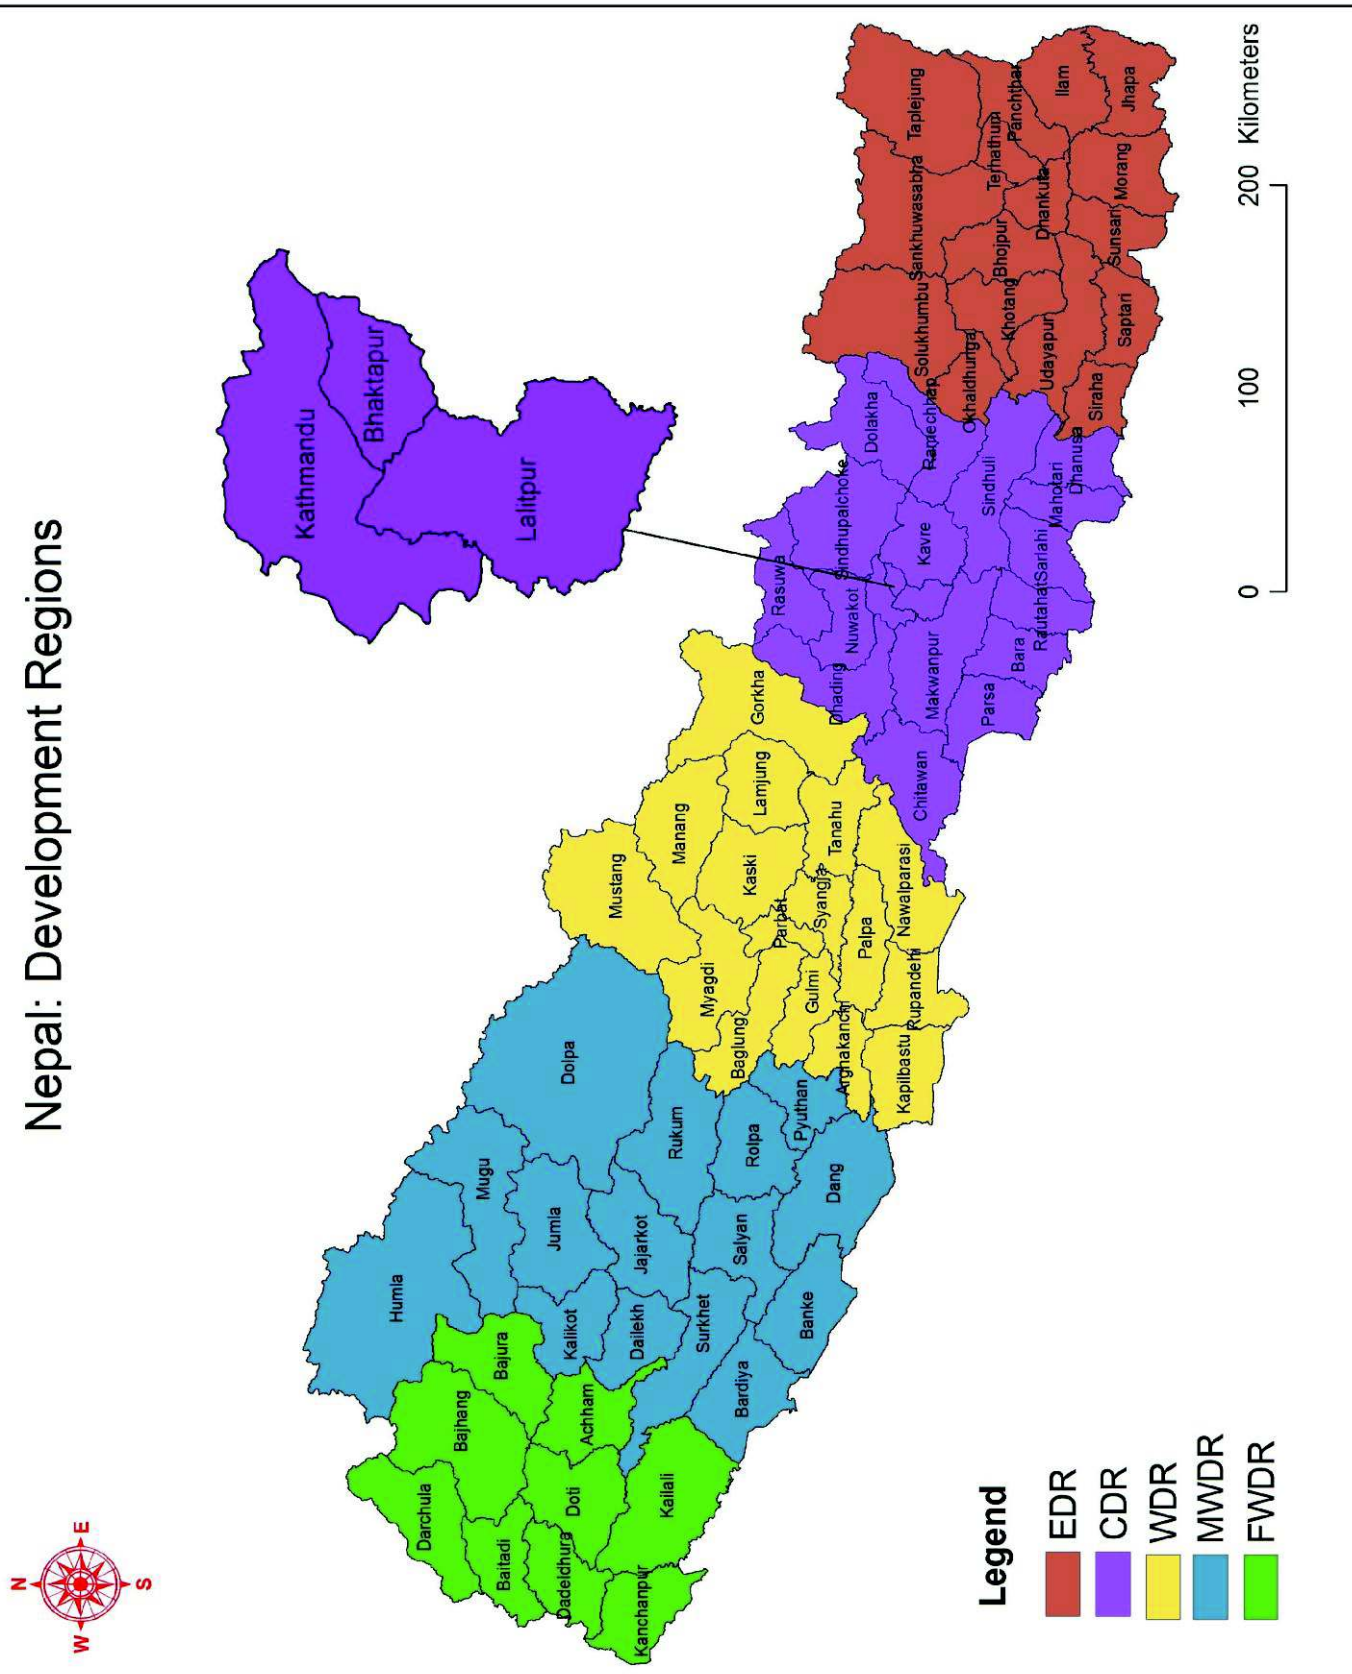 Nepal: Development Regions
N
W
E
S
Kathmandu
Bhaktapur
Lalitpur
Humla
Darchula
Bajhang
Bajura
Mugu
Baitadi
Dadeldhura
Doti
Achham
Kalikot
Jumla
Dolpa
Kanchanpur
Kailali
Dailekh
Jajarkot
Rukum
Surkhet
Bardiya
Salyan
Rolpa
Banke
Dang
Pyuthan
Mustang
Manang
Myagdi
Kaski
Lamjung
Gorkha
Baglung
Parbat
Gulmi
Syangja
Tanahu
Arghakanchi
Palpa
Kapilbastu
Rupandehi
Nawalparasi
Rasuwa
Dhading
Nuwakot
Sindhupalchoke
Dolakha
Chitawan
Makwanpur
Kavre
Ramechhap
Parsa
Bara
Rautahat
Sarlahi
Sindhuli
Mahotari
Dhanusa
Solukhumbu
Sankhuwasabha
Taplejung
Okhaldhunga
Khotang
Bhojpur
Terhathum
Panchthar
Udayapur
Dhankuta
Ilam
Siraha
Saptari
Sunsari
Morang
Jhapa
Legend
EDR
CDR
WDR
MWDR
FWDR
0 100 200 Kilometers